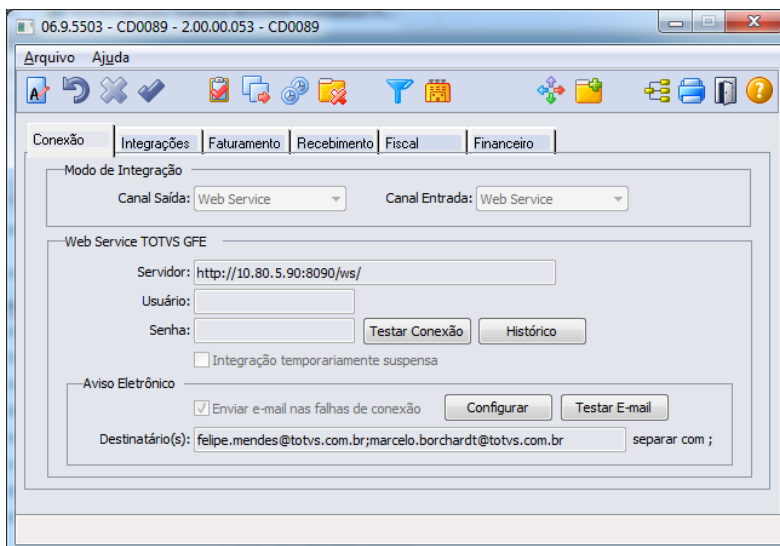 06.9.5503 - CD0089 - 2.00.00.053 - CD0089
Arquivo Ajuda
Conexão Integrações Faturamento Recebimento Fiscal Financeiro
Modo de Integração
Canal Saída: Web Service Canal Entrada: Web Service
Web Service TOTVS GFE
Servidor: http://10.80.5.90:8090/ws/
Usuário:
Senha: Testar Conexão Histórico
Integração temporariamente suspensa
Aviso Eletrônico
Enviar e-mail nas falhas de conexão Configurar Testar E-mail
Destinatário(s): felipe.mendes@totvs.com.br;marcelo.borchardt@totvs.com.br separar com ;